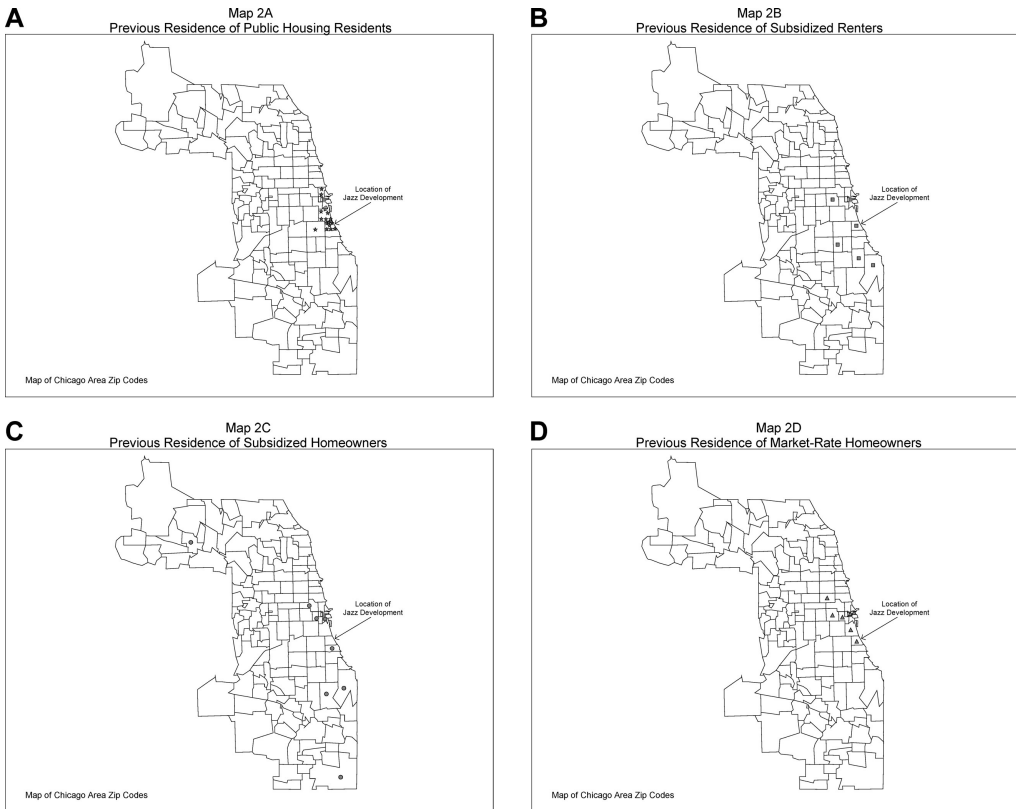 A
Map 2A
Previous Residence of Public Housing Residents
Location of
Jazz Development
Map of Chicago Area Zip Codes
B
Map 2B
Previous Residence of Subsidized Renters
Location of
Jazz Development
Map of Chicago Area Zip Codes
C
Map 2C
Previous Residence of Subsidized Homeowners
Location of
Jazz Development
Map of Chicago Area Zip Codes
D
Map 2D
Previous Residence of Market-Rate Homeowners
Location of
Jazz Development
Map of Chicago Area Zip Codes